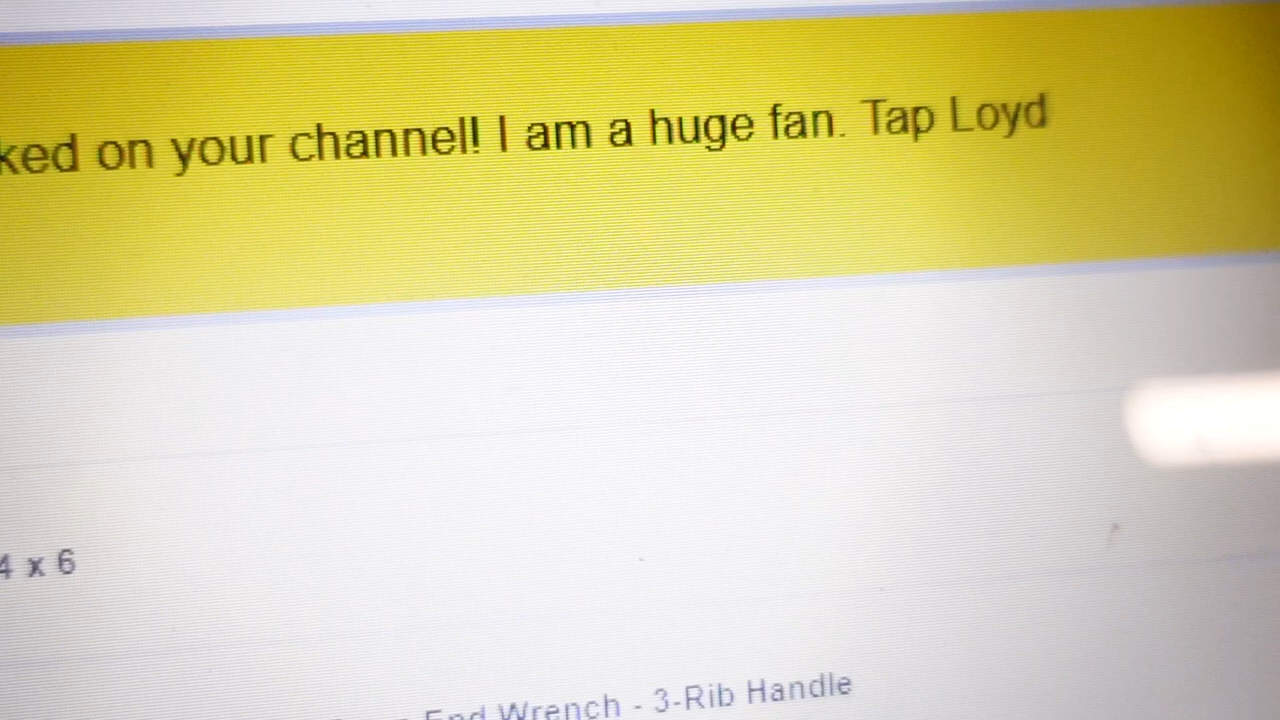 ked on your channel! I am a huge fan. Tap Loyd
4 x 6
End Wrench - 3-Rib Handle